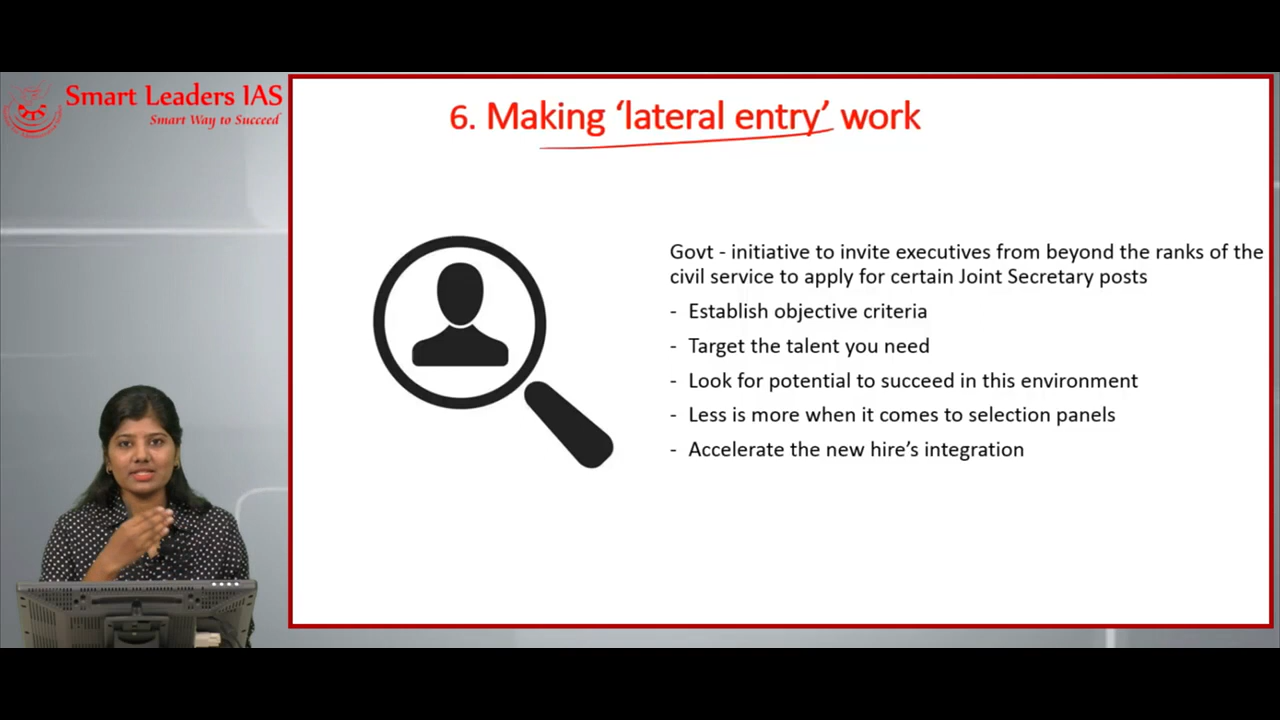 Smart Leaders IAS
Smart Way to Succeed
6. Making ‘lateral entry’ work
Govt - initiative to invite executives from beyond the ranks of the
civil service to apply for certain Joint Secretary posts
- Establish objective criteria
- Target the talent you need
- Look for potential to succeed in this environment
- Less is more when it comes to selection panels
- Accelerate the new hire’s integration